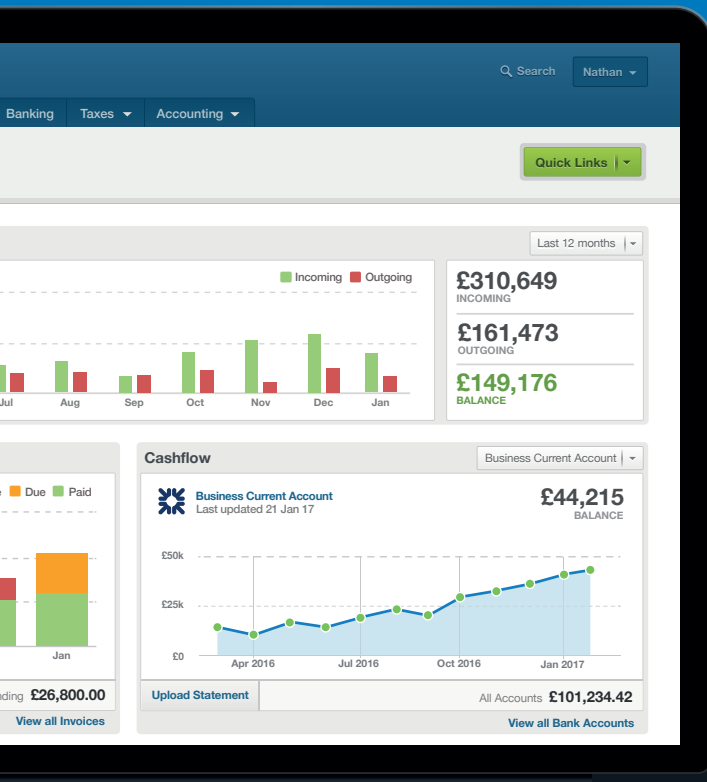 Search
Nathan
Banking
Taxes
Accounting
Quick Links
Last 12 months
Incoming
Outgoing
£310,649
INCOMING
£161,473
OUTGOING
£149,176
BALANCE
Jul
Aug
Sep
Oct
Nov
Dec
Jan
Due
Paid
Jan
£26,800.00
View all Invoices
Cashflow
Business Current Account
Business Current Account
Last updated 21 Jan 17
£44,215
BALANCE
£50k
£25k
£0
Apr 2016
Jul 2016
Oct 2016
Jan 2017
Upload Statement
All Accounts £101,234.42
View all Bank Accounts